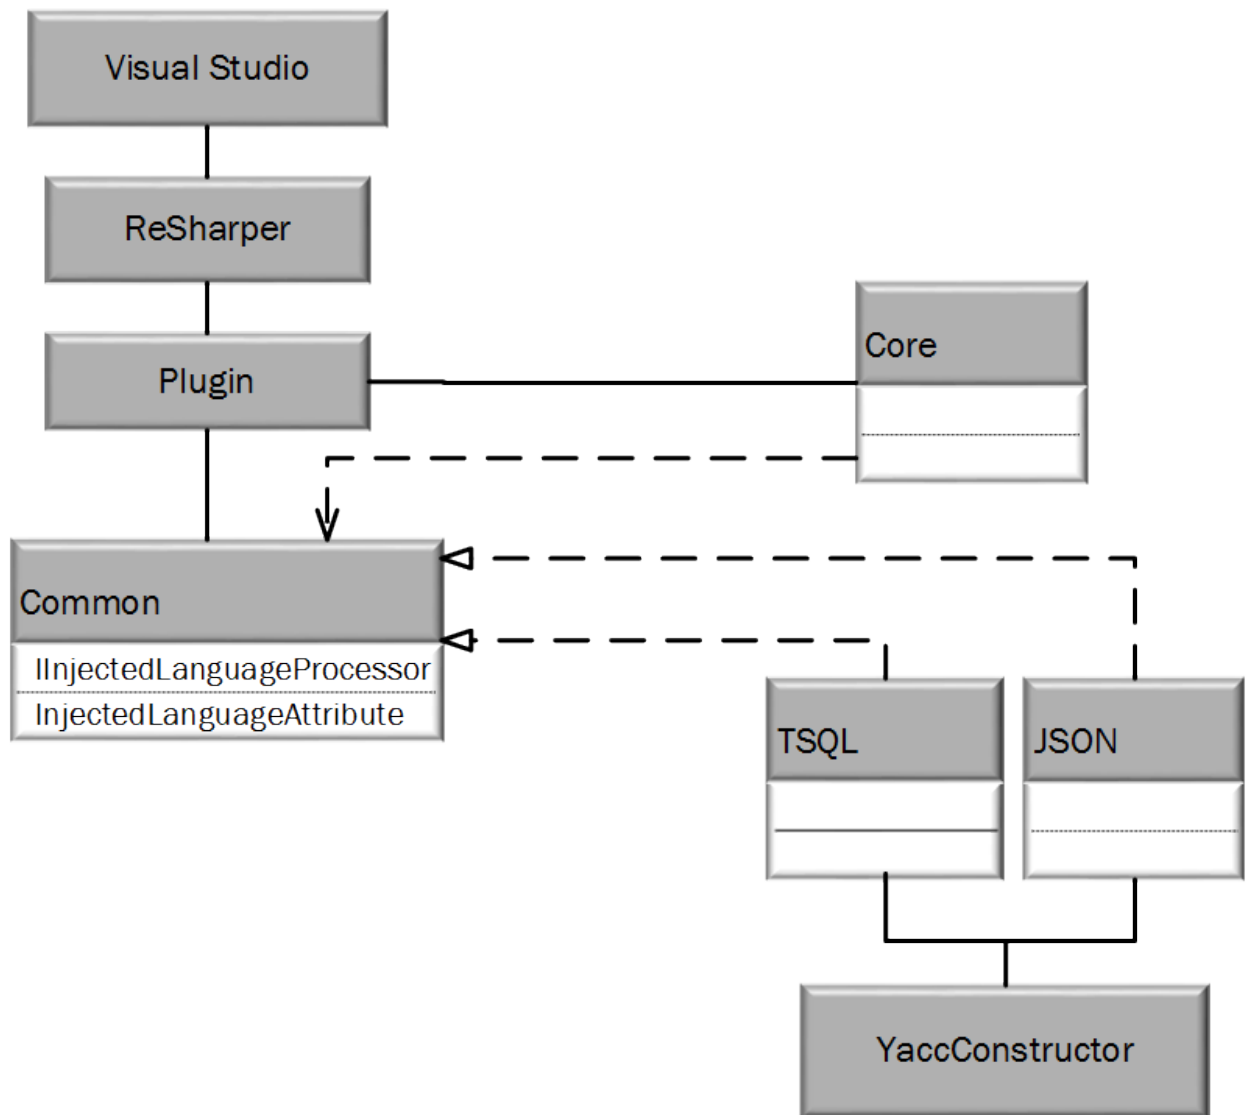 Visual Studio
ReSharper
Plugin
Core
Common
IInjectedLanguageProcessor
InjectedLanguageAttribute
TSQL
JSON
YaccConstructor